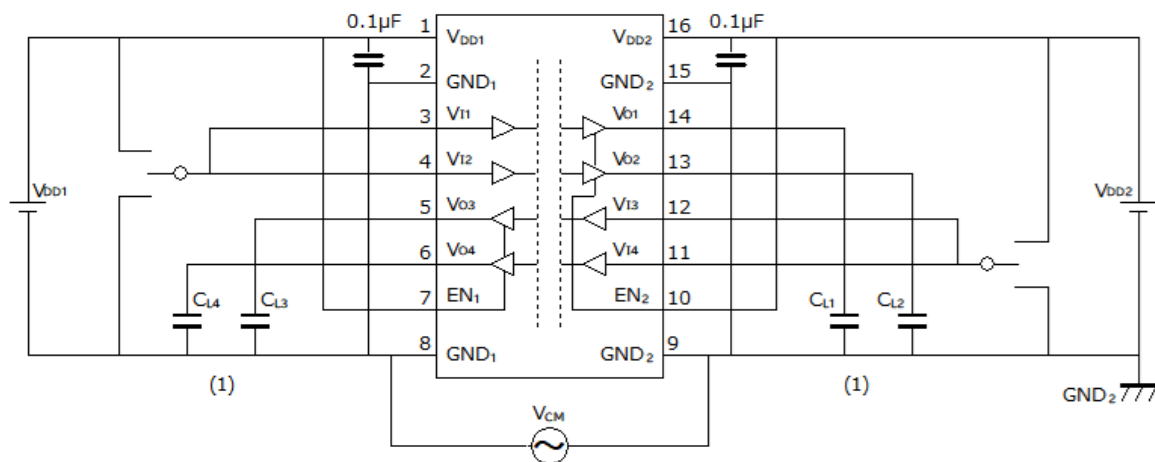 0.1μF 1 16 0.1μF
VDD1 VDD2
2 15
GND1 GND2
3 VI1 VO1 14
4 VI2 VO2 13
VDD1 VDD2
5 VO3 VI3 12
6 VO4 VI4 11
CL4 CL3 7 EN1 EN2 10 CL1 CL2
8 GND1 GND2 9
(1) (1)
GND2
VCM